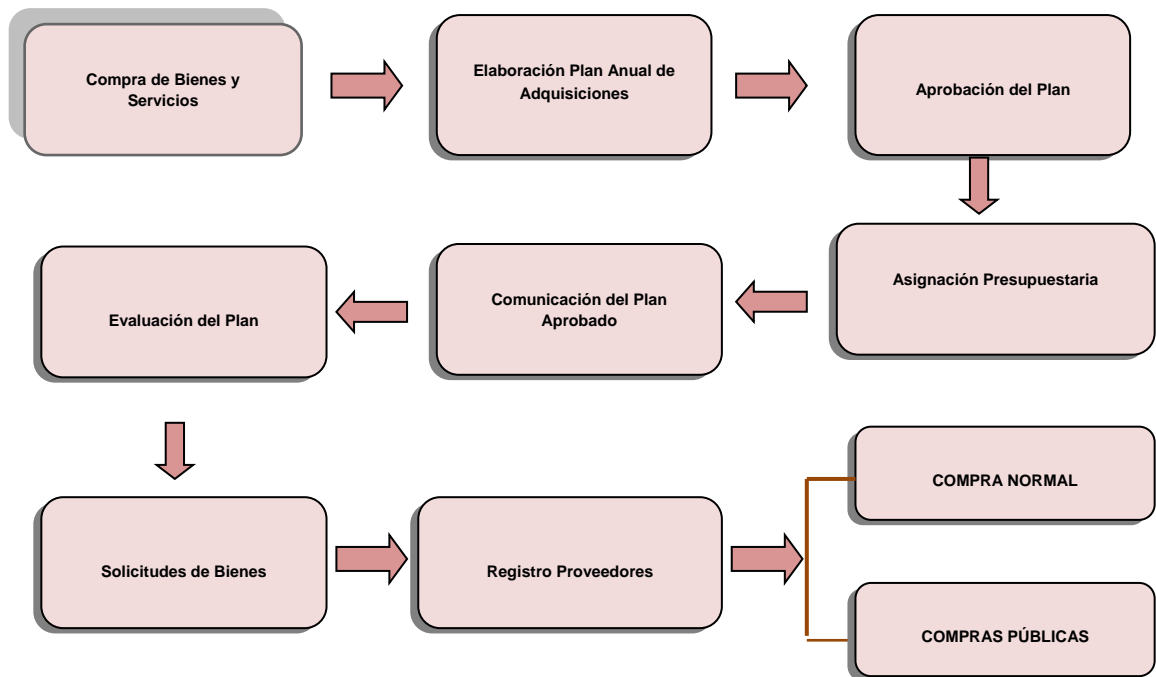 Compra de Bienes y
Servicios
Elaboración Plan Anual de
Adquisiciones
Aprobación del Plan
Asignación Presupuestaria
Comunicación del Plan
Aprobado
Evaluación del Plan
Solicitudes de Bienes
Registro Proveedores
COMPRA NORMAL
COMPRAS PÚBLICAS